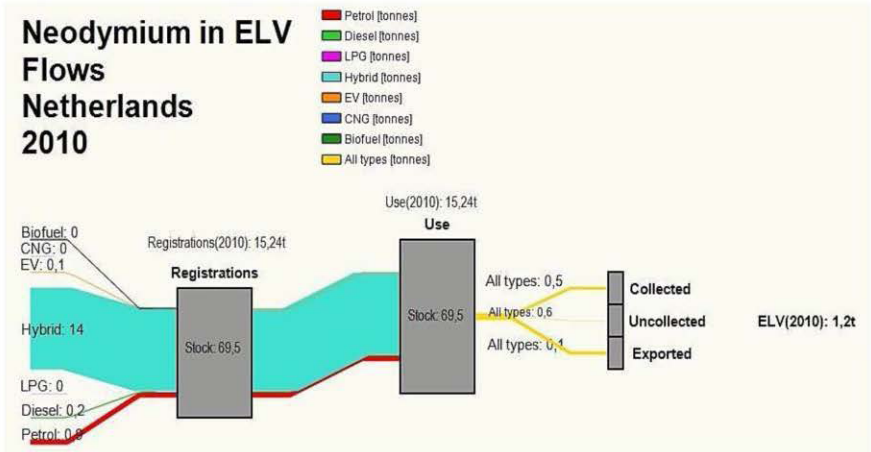 Neodymium in ELV
Flows
Netherlands
2010
Petrol [tonnes]
Diesel [tonnes]
LPG [tonnes]
Hybrid [tonnes]
EV [tonnes]
CNG [tonnes]
Biofuel [tonnes]
All types [tonnes]
Use(2010): 15,24t
Use
Registrations(2010): 15,24t
Registrations
Biofuel: 0
CNG: 0
EV: 0,1
Hybrid: 14
LPG: 0
Diesel: 0,2
Petrol: 0,9
Stock: 69,5
Stock: 69,5
All types: 0,5
All types: 0,6
All types: 0,1
Collected
Uncollected
Exported
ELV(2010): 1,2t